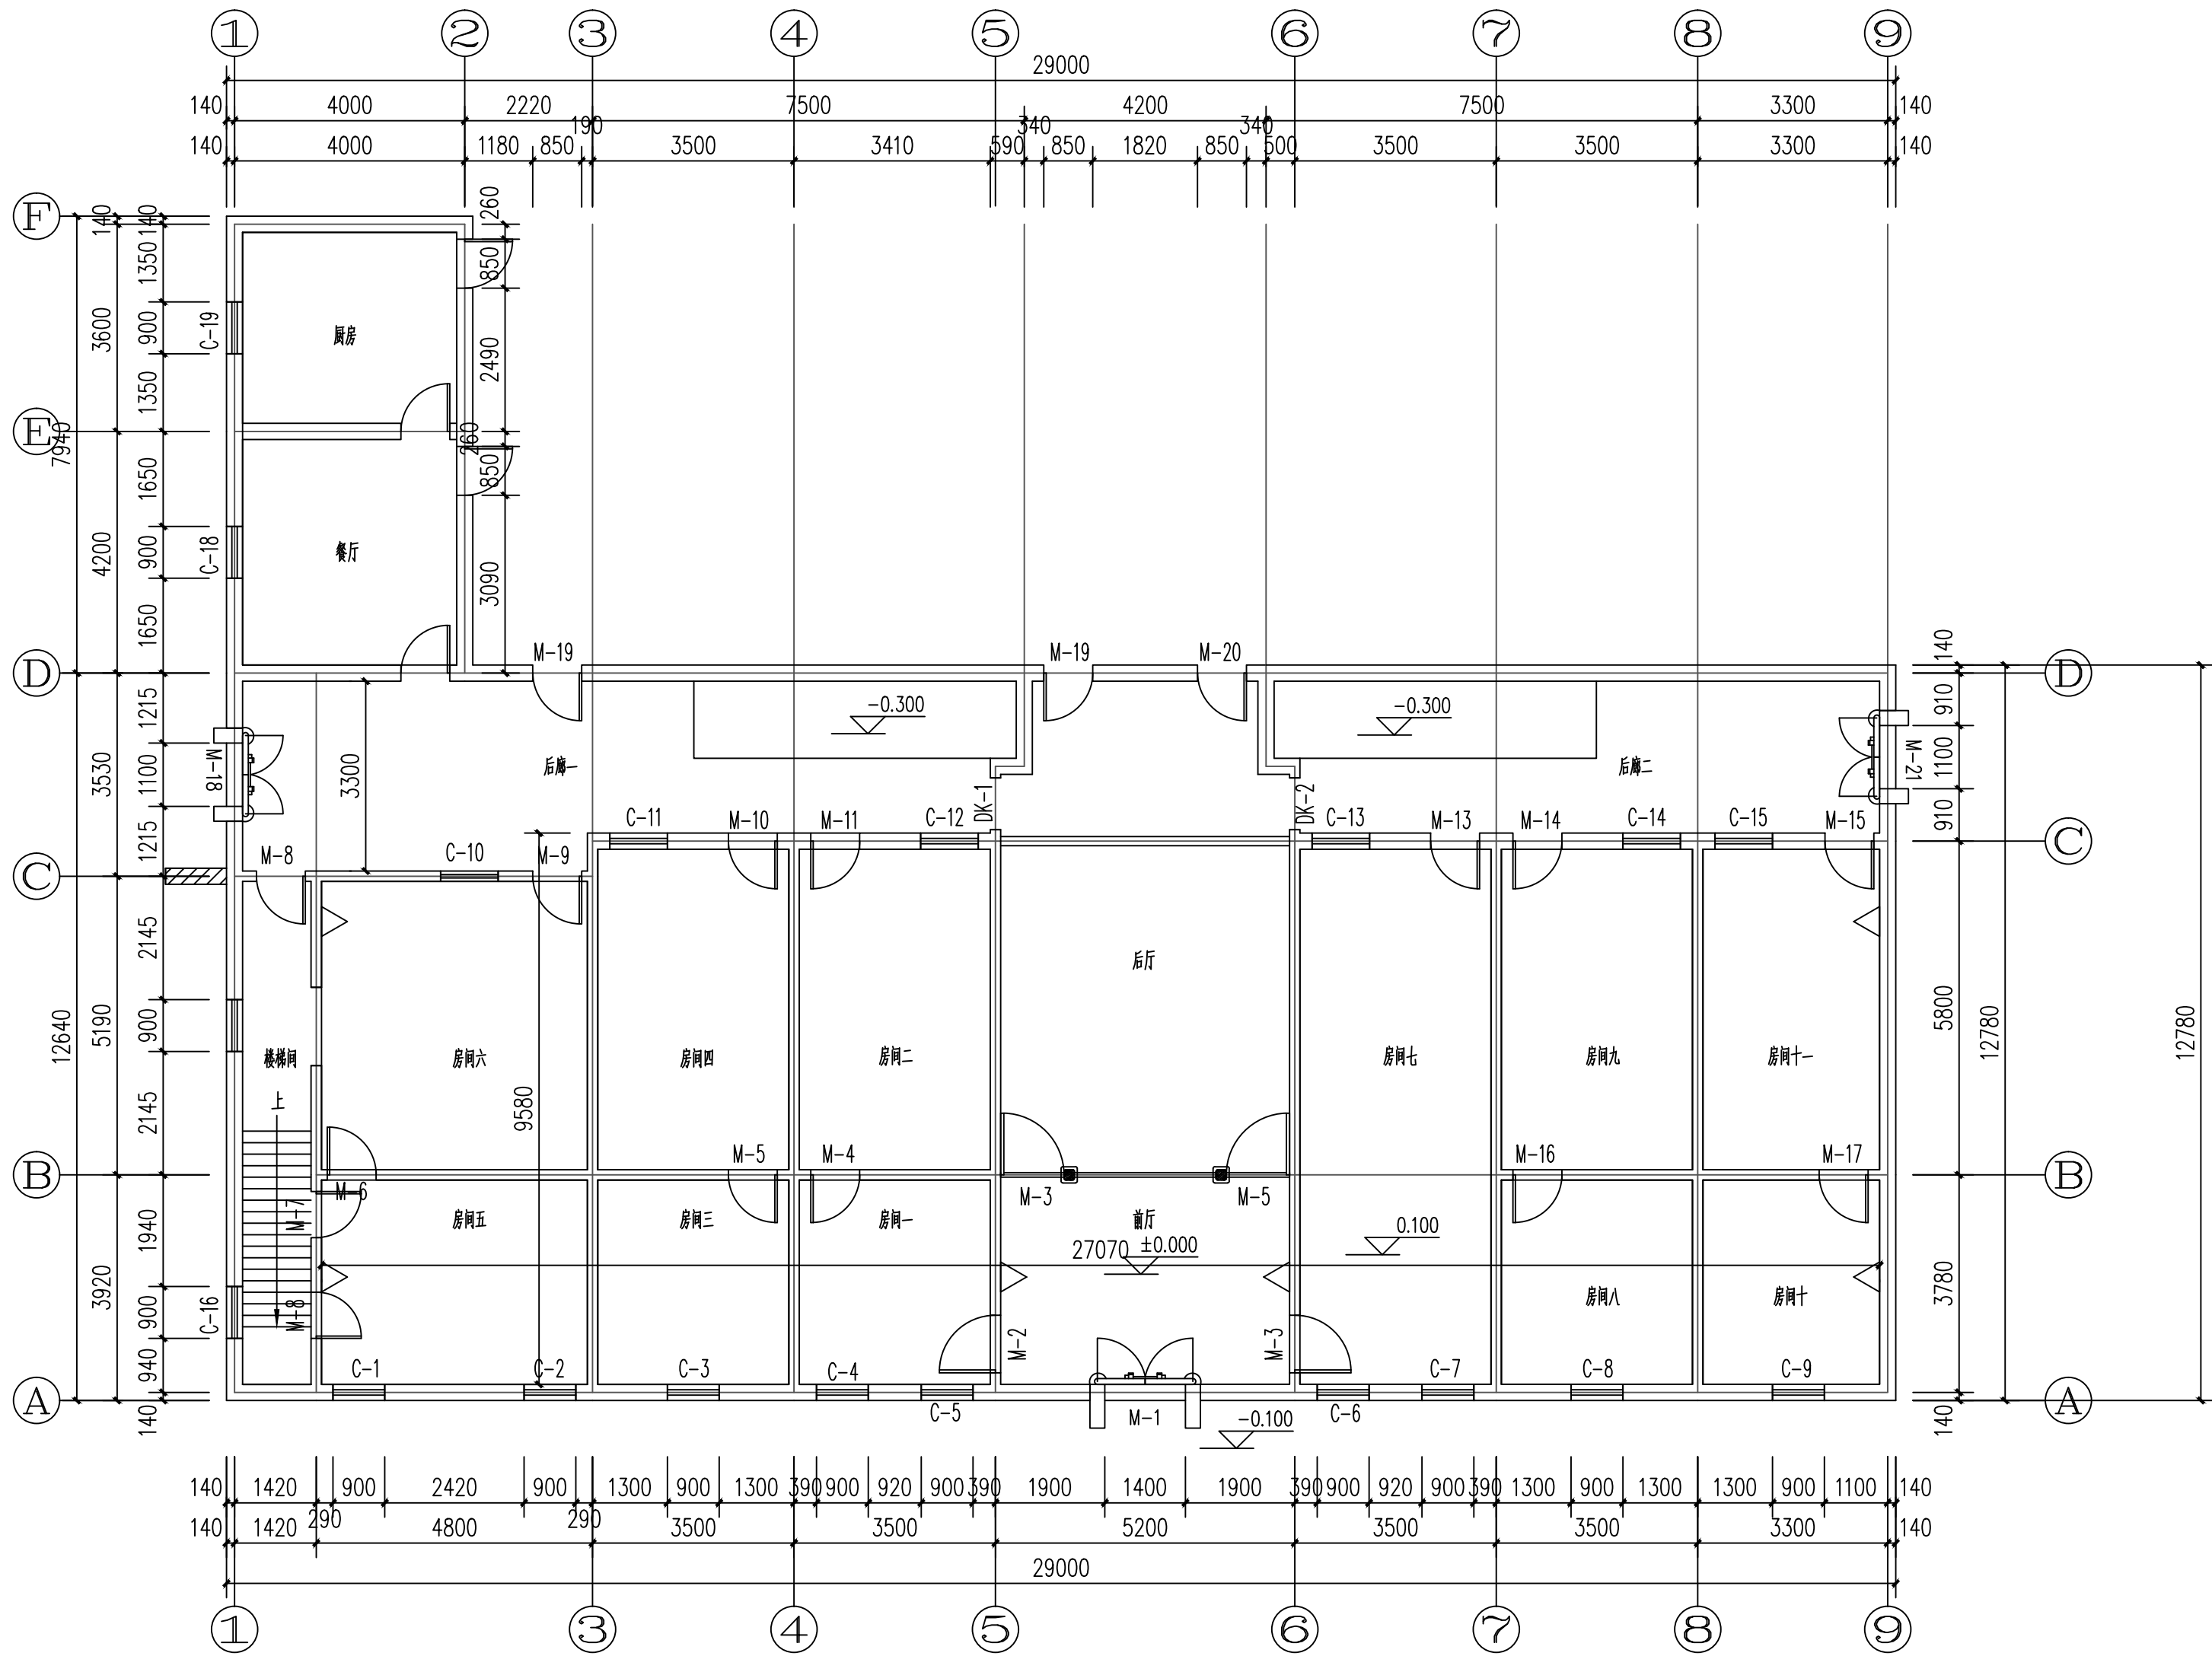 1 2 3 4 5 6 7 8 9
29000
140 4000 2220 7500 4200 7500 3300 140
190 340 340
140 4000 1180 850 3500 3410 590 850 1820 850 500 3500 3500 3300 140
F
E
D
C
B
A
7940
12640
140
3600
4200
3530
5190
3920
140
1350
900
1350
1650
900
1650
1215
1100
1215
2145
900
2145
1940
900
940
140
C-19
C-18
M-18
C-16
260
850
2490
260
850
3090
厨房
餐厅
M-19 M-19 M-20
-0.300 -0.300
后廊一 后廊二
3300
DK-1 DK-2
M-21
M-8 C-10 M-9 C-11 M-10 M-11 C-12 C-13 M-13 M-14 C-14 C-15 M-15
后厅
楼梯间 房间六 房间四 房间二 房间七 房间九 房间十一
上
9580
M-5 M-4 M-16 M-17
M-6 M-7 M-3 M-5
房间五 房间三 房间一 前厅
27070 ±0.000 0.100
房间八 房间十
M-8 M-2 M-3
C-1 C-2 C-3 C-4 C-5 M-1 C-6 C-7 C-8 C-9
-0.100
140
910
1100
910
5800
3780
140
12780
12780
D
C
B
A
140 1420 900 2420 900 1300 900 1300 390 900 920 900 390 1900 1400 1900 390 900 920 900 390 1300 900 1300 1300 900 1100 140
290 290
140 1420 4800 3500 3500 5200 3500 3500 3300 140
29000
1 3 4 5 6 7 8 9